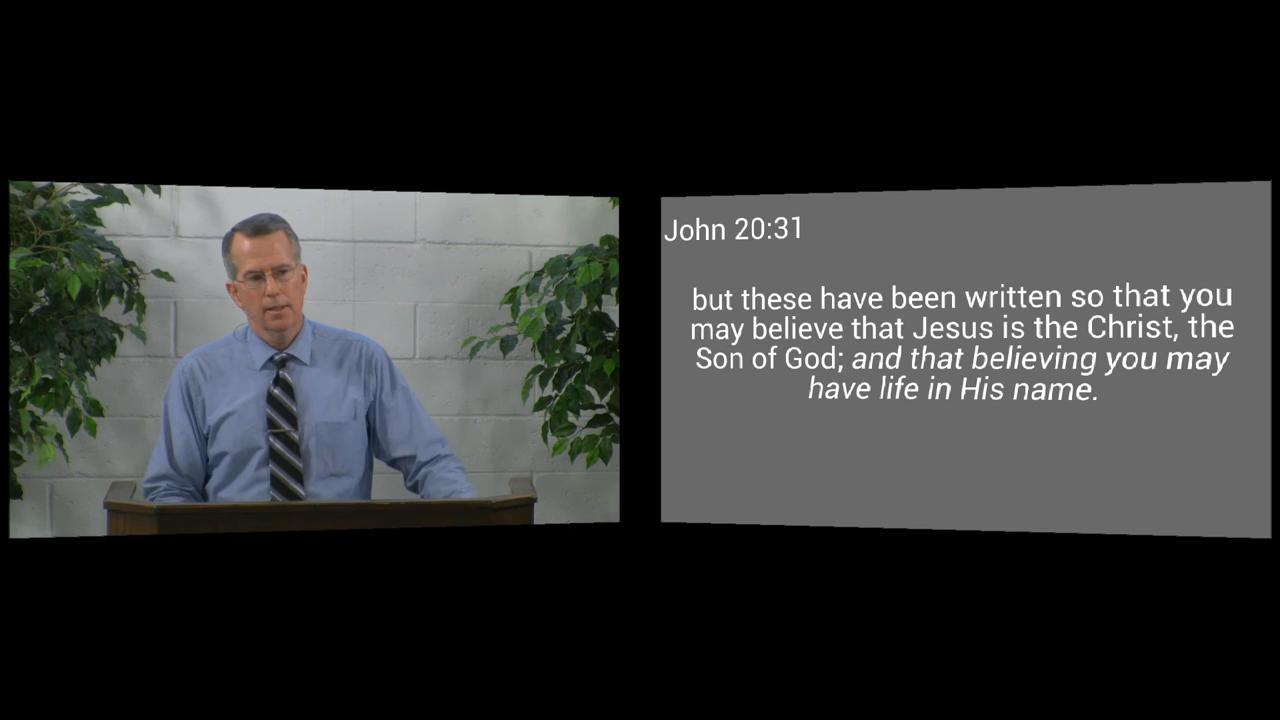 John 20:31
but these have been written so that you
may believe that Jesus is the Christ, the
Son of God; and that believing you may
have life in His name.